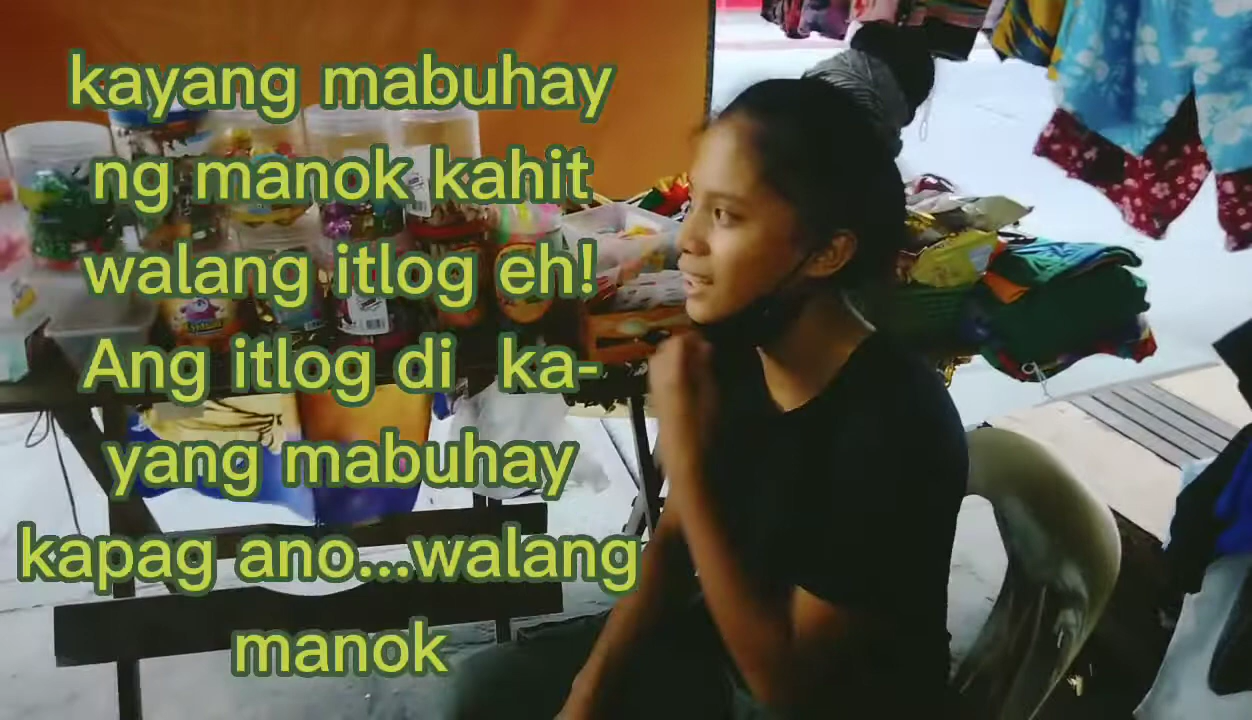 kayang mabuhay
ng manok kahit
walang itlog eh!
Ang itlog di ka-
yang mabuhay
kapag ano...walang
manok